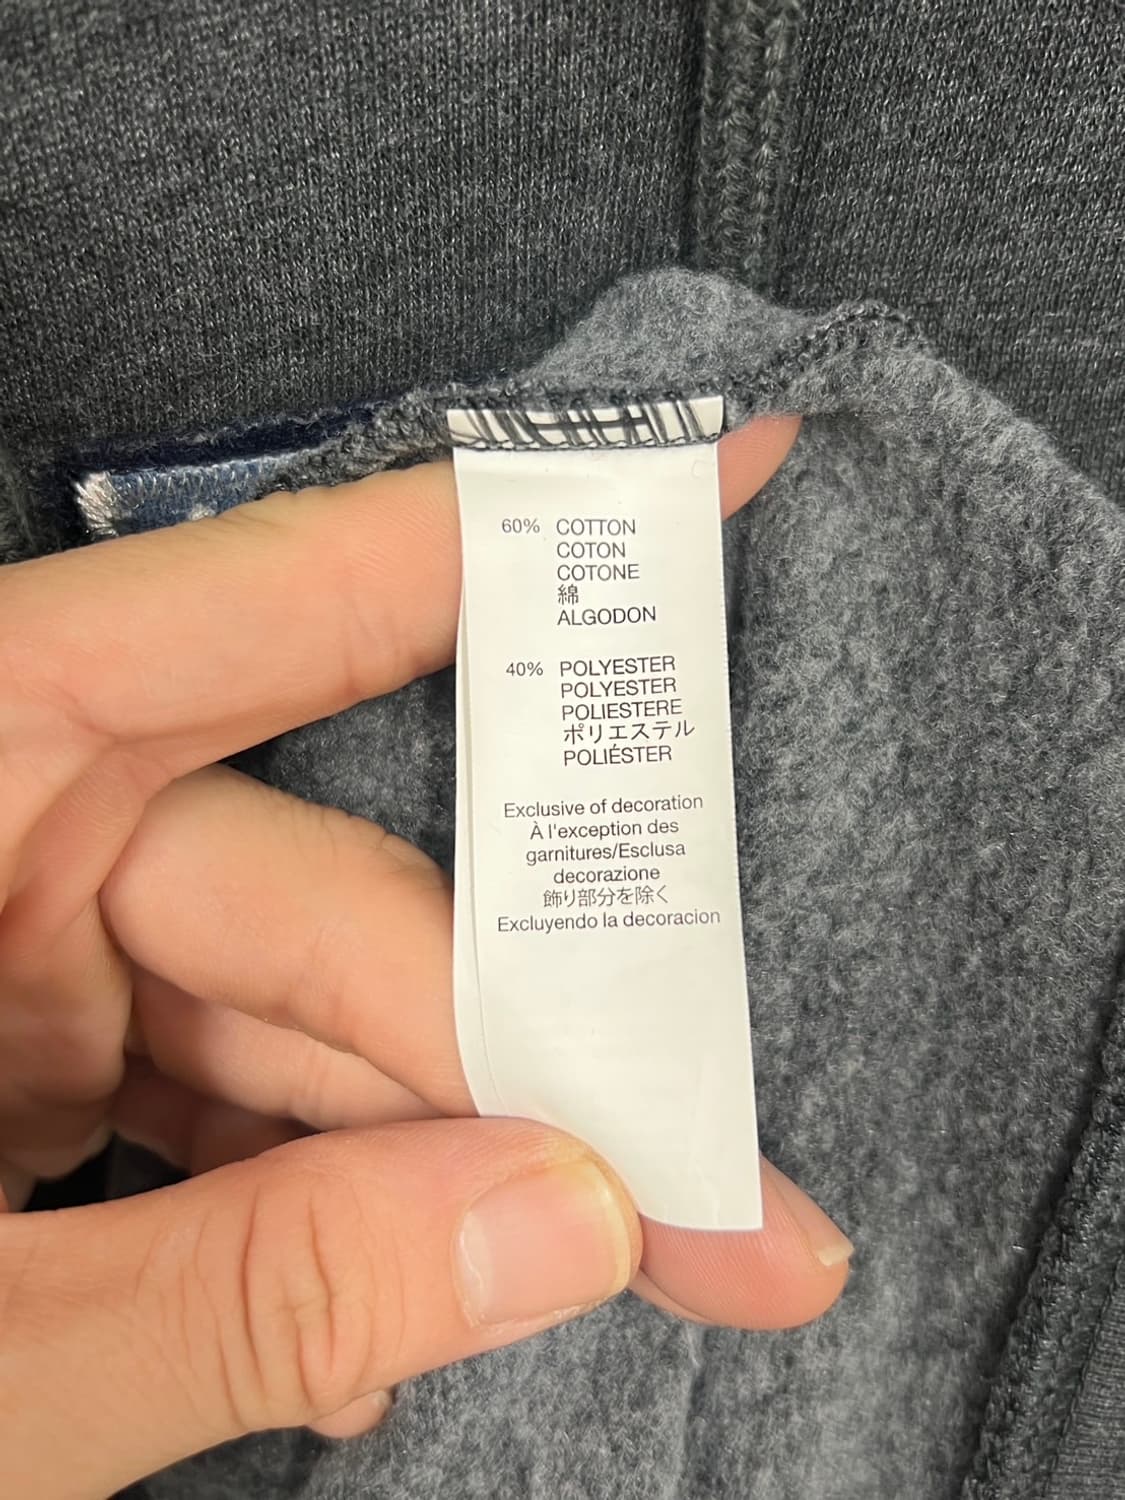 60% COTTON
COTON
COTONE
綿
ALGODON
40% POLYESTER
POLYESTER
POLIESTERE
ポリエステル
POLIÉSTER
Exclusive of decoration
À l'exception des
garnitures/Esclusa
decorazione
飾り部分を除く
Excluyendo la decoracion